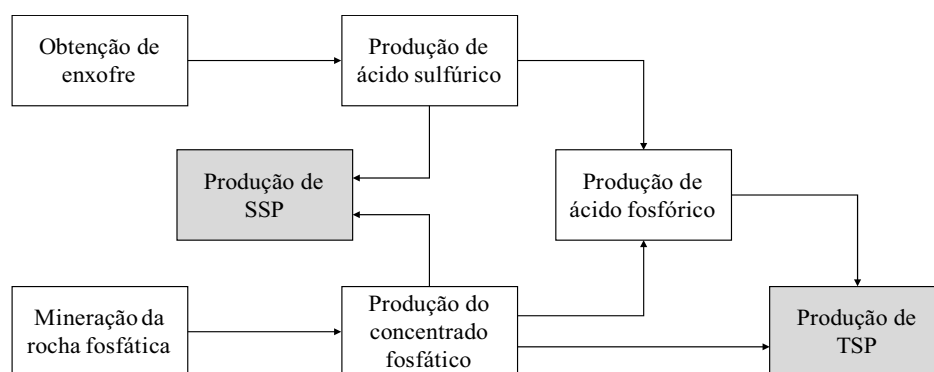 Obtenção de
enxofre
Produção de
ácido sulfúrico
Produção de
SSP
Produção de
ácido fosfórico
Mineração da
rocha fosfática
Produção do
concentrado
fosfático
Produção de
TSP